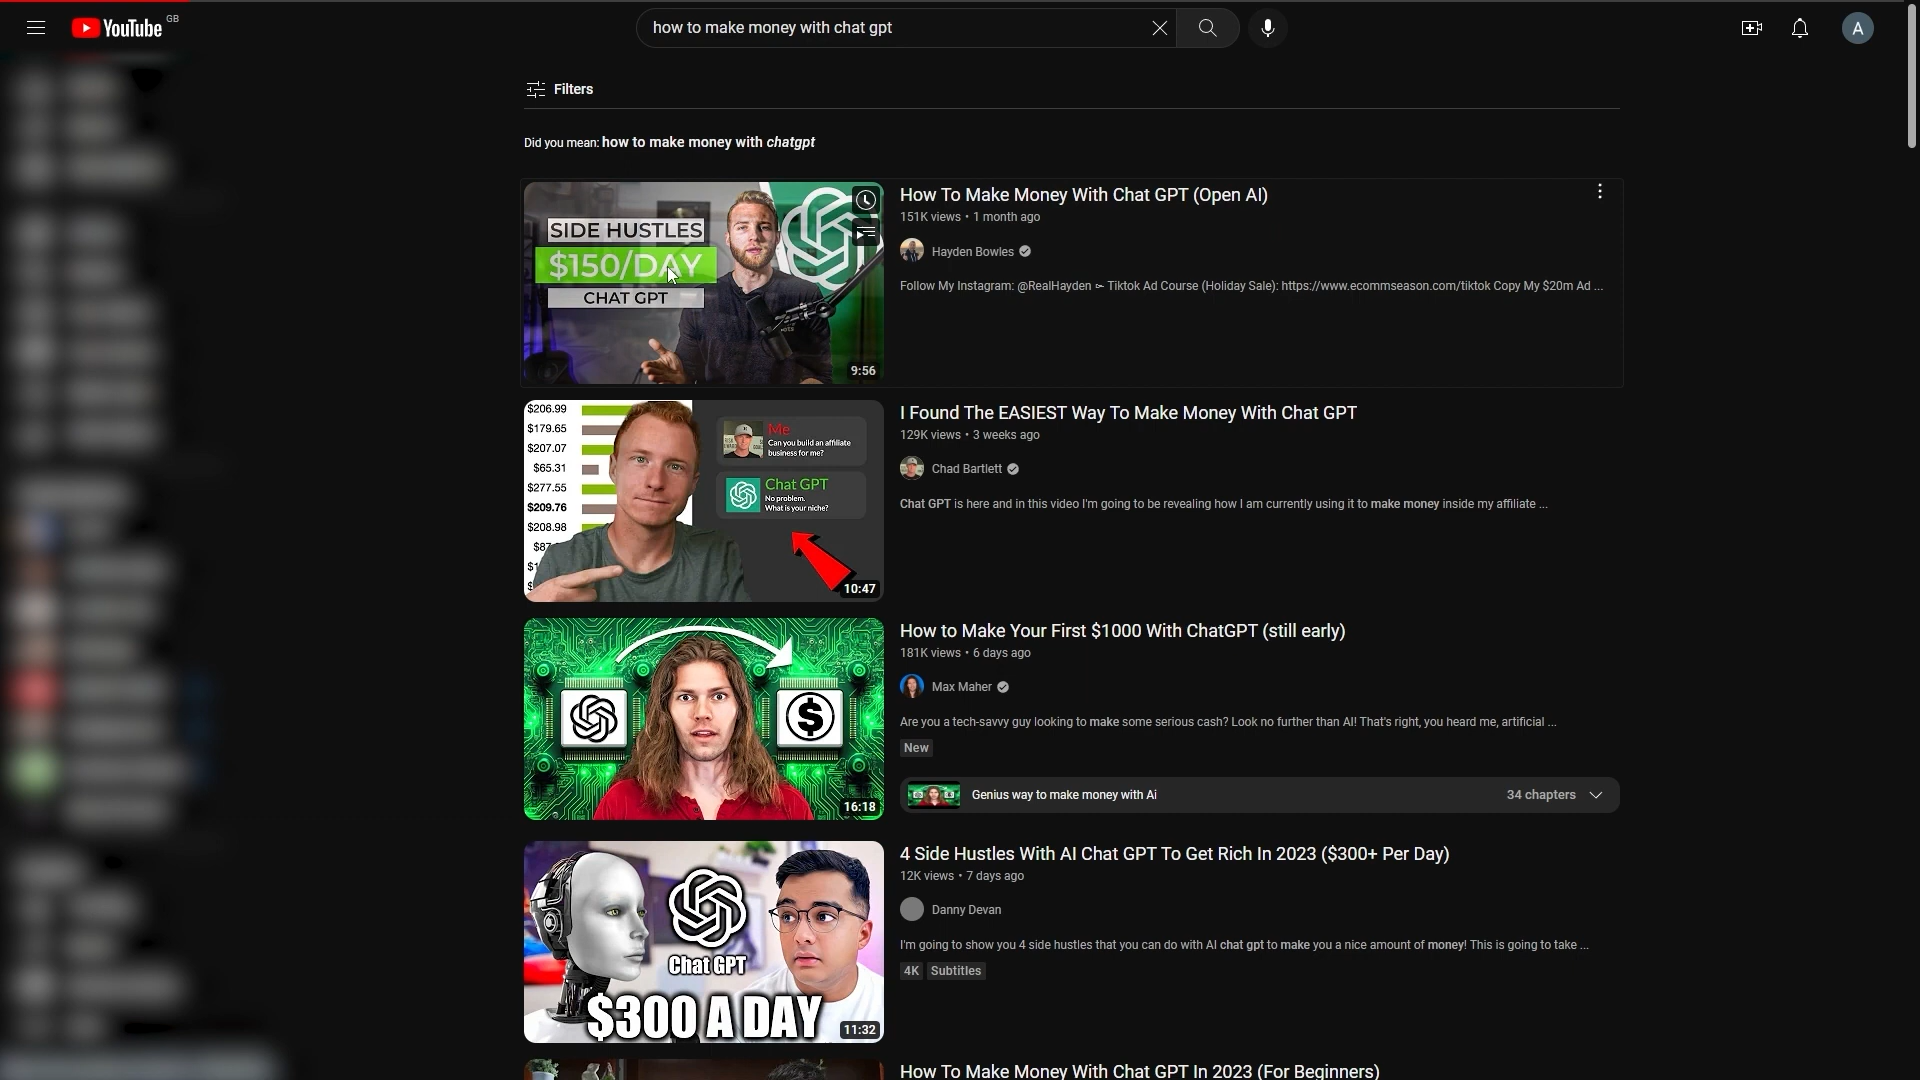 YouTube GB
how to make money with chat gpt
A
Filters
Did you mean: how to make money with chatgpt
SIDE HUSTLES
$150/DAY
CHAT GPT
9:56
How To Make Money With Chat GPT (Open AI)
151K views • 1 month ago
Hayden Bowles
Follow My Instagram: @RealHayden ➣ Tiktok Ad Course (Holiday Sale): https://www.ecommseason.com/tiktok Copy My $20m Ad ...
$206.99
$179.65
$207.07
$65.31
$277.55
$209.76
$208.98
Me
Can you build an affiliate
business for me?
Chat GPT
No problem.
What is your niche?
10:47
I Found The EASIEST Way To Make Money With Chat GPT
129K views • 3 weeks ago
Chad Bartlett
Chat GPT is here and in this video I'm going to be revealing how I am currently using it to make money inside my affiliate ...
$
16:18
How to Make Your First $1000 With ChatGPT (still early)
181K views • 6 days ago
Max Maher
Are you a tech-savvy guy looking to make some serious cash? Look no further than AI! That's right, you heard me, artificial ...
New
Genius way to make money with Ai
34 chapters
Chat GPT
$300 A DAY
11:32
4 Side Hustles With AI Chat GPT To Get Rich In 2023 ($300+ Per Day)
12K views • 7 days ago
Danny Devan
I'm going to show you 4 side hustles that you can do with AI chat gpt to make you a nice amount of money! This is going to take ...
4K Subtitles
How To Make Money With Chat GPT In 2023 (For Beginners)